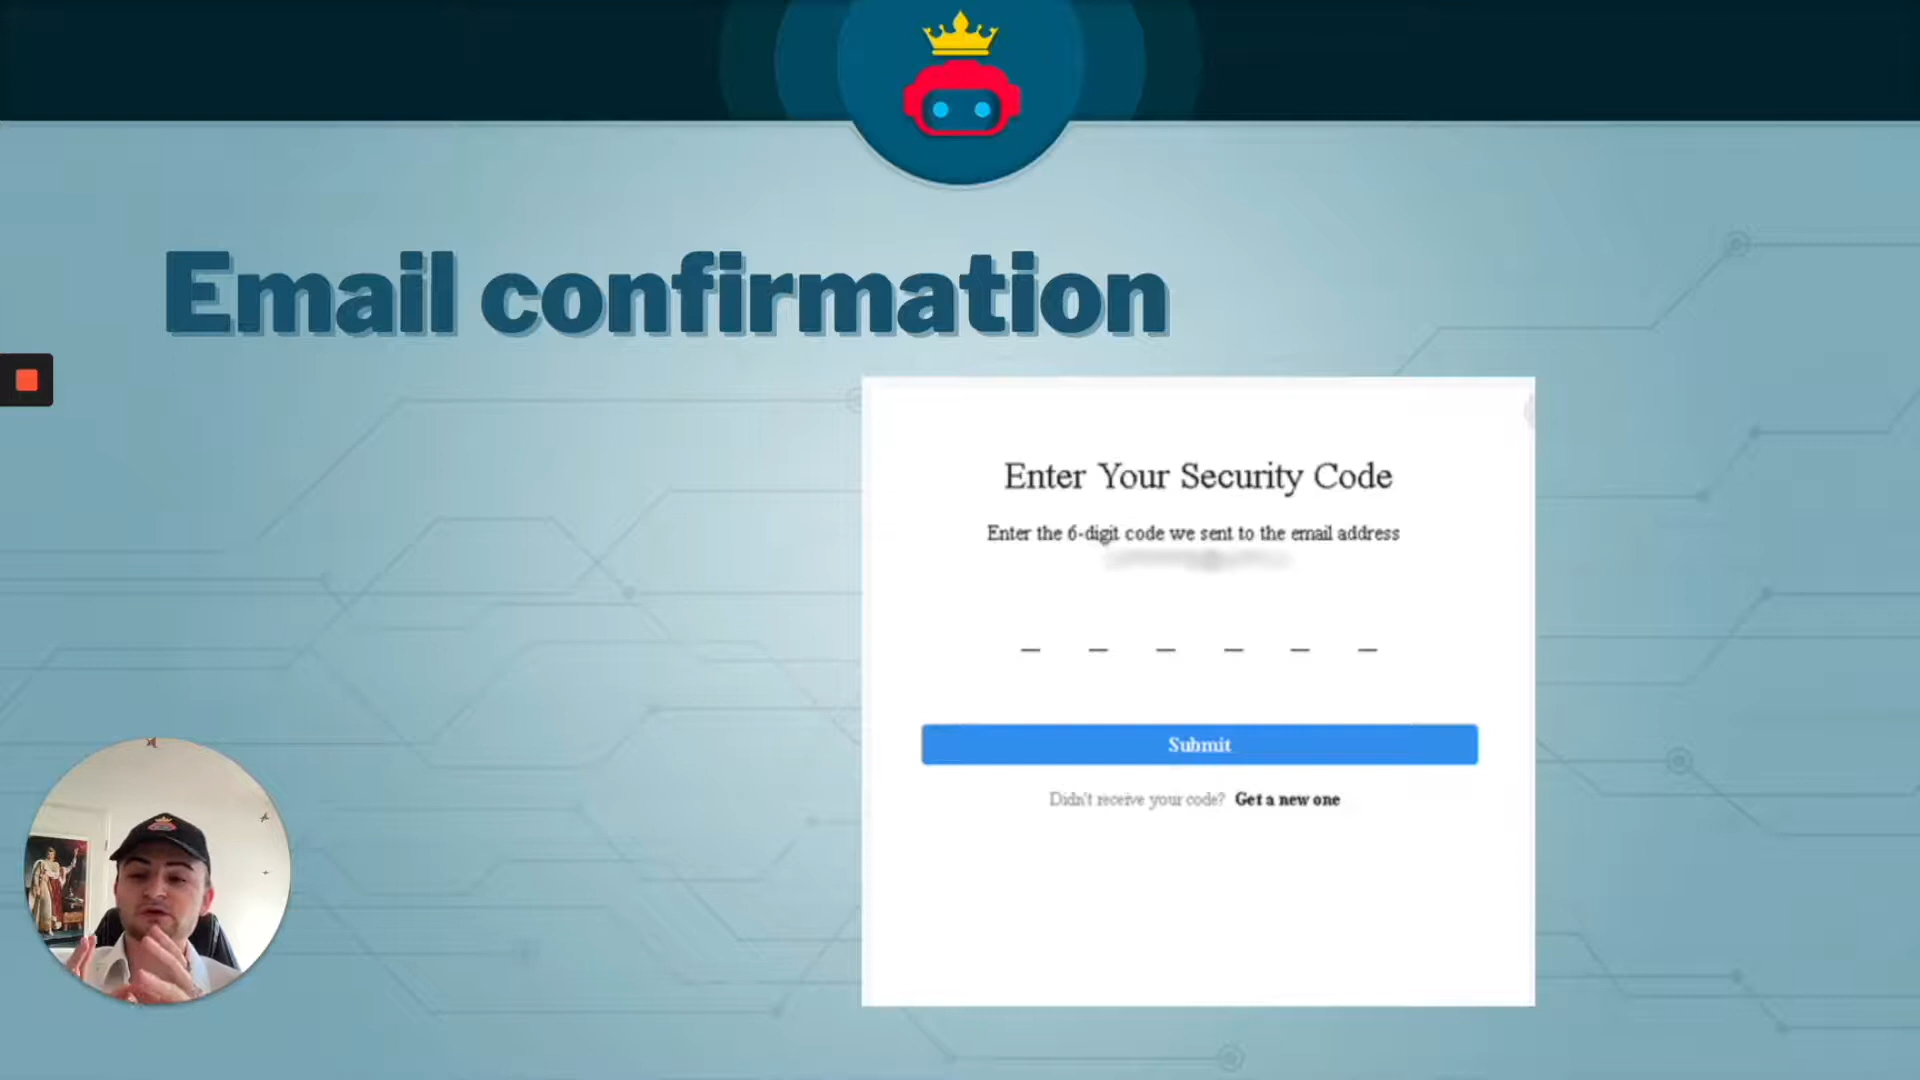 Email confirmation
Enter Your Security Code
Enter the 6-digit code we sent to the email address
Submit
Didn't receive your code? Get a new one